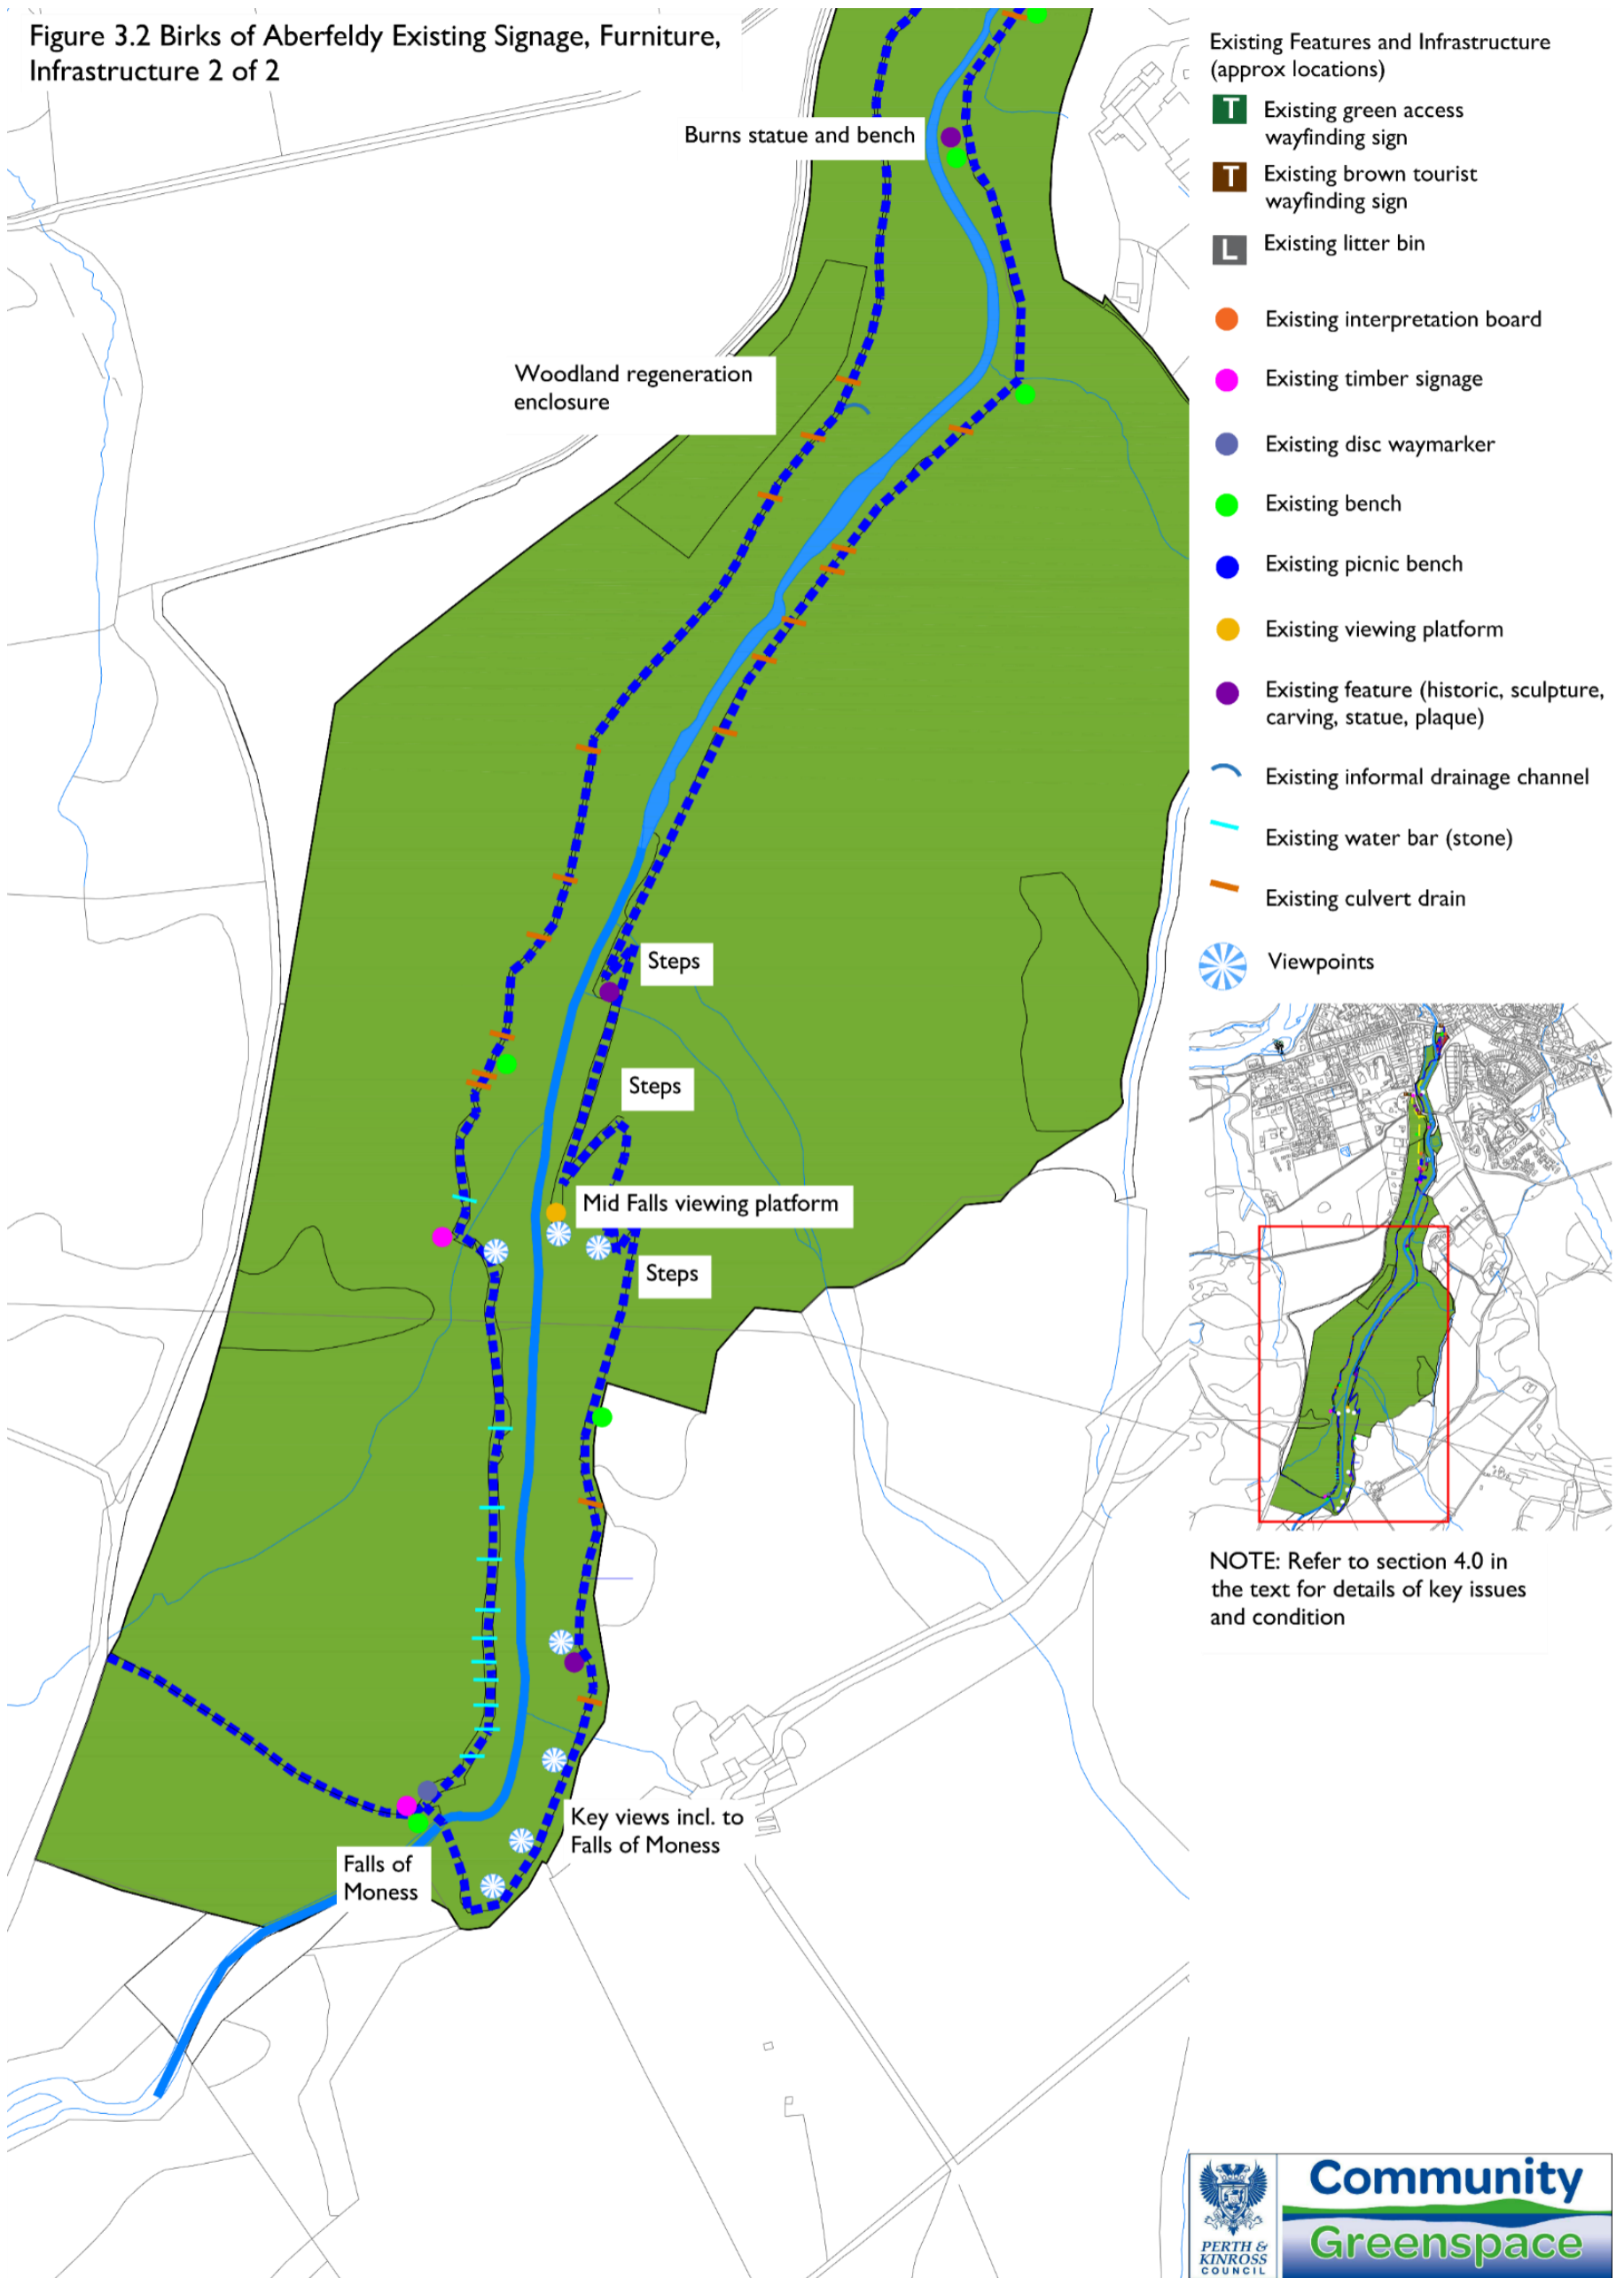 Figure 3.2 Birks of Aberfeldy Existing Signage, Furniture,
Infrastructure 2 of 2
Burns statue and bench
Woodland regeneration
enclosure
Steps
Steps
Mid Falls viewing platform
Steps
Key views incl. to
Falls of Moness
Falls of
Moness
Existing Features and Infrastructure
(approx locations)
T Existing green access
wayfinding sign
T Existing brown tourist
wayfinding sign
L Existing litter bin
Existing interpretation board
Existing timber signage
Existing disc waymarker
Existing bench
Existing picnic bench
Existing viewing platform
Existing feature (historic, sculpture,
carving, statue, plaque)
Existing informal drainage channel
Existing water bar (stone)
Existing culvert drain
Viewpoints
NOTE: Refer to section 4.0 in
the text for details of key issues
and condition
PERTH &
KINROSS
COUNCIL
Community
Greenspace